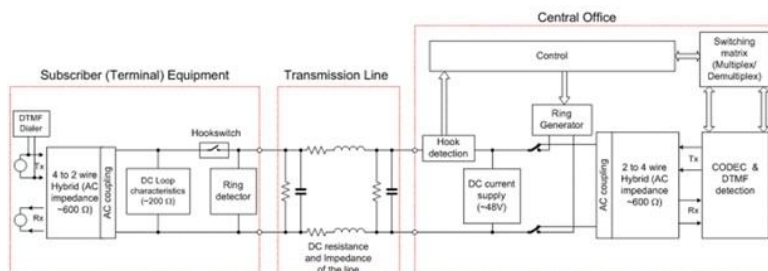 Central Office
Subscriber (Terminal) Equipment
Transmission Line
Control
Switching
matrix
(Multiplex/
Demultiplex)
DTMF
Dialer
Hookswitch
Ring
Generator
Hook
detection
Tx
4 to 2 wire
Hybrid (AC
impedance
~600 Ω)
AC coupling
DC Loop
characteristics
(~200 Ω)
Ring
detector
Rx
DC resistance
and Impedance
of the line
DC current
supply
(~48V)
AC coupling
2 to 4 wire
Hybrid (AC
impedance
~600 Ω)
Tx
Rx
CODEC &
DTMF
detection